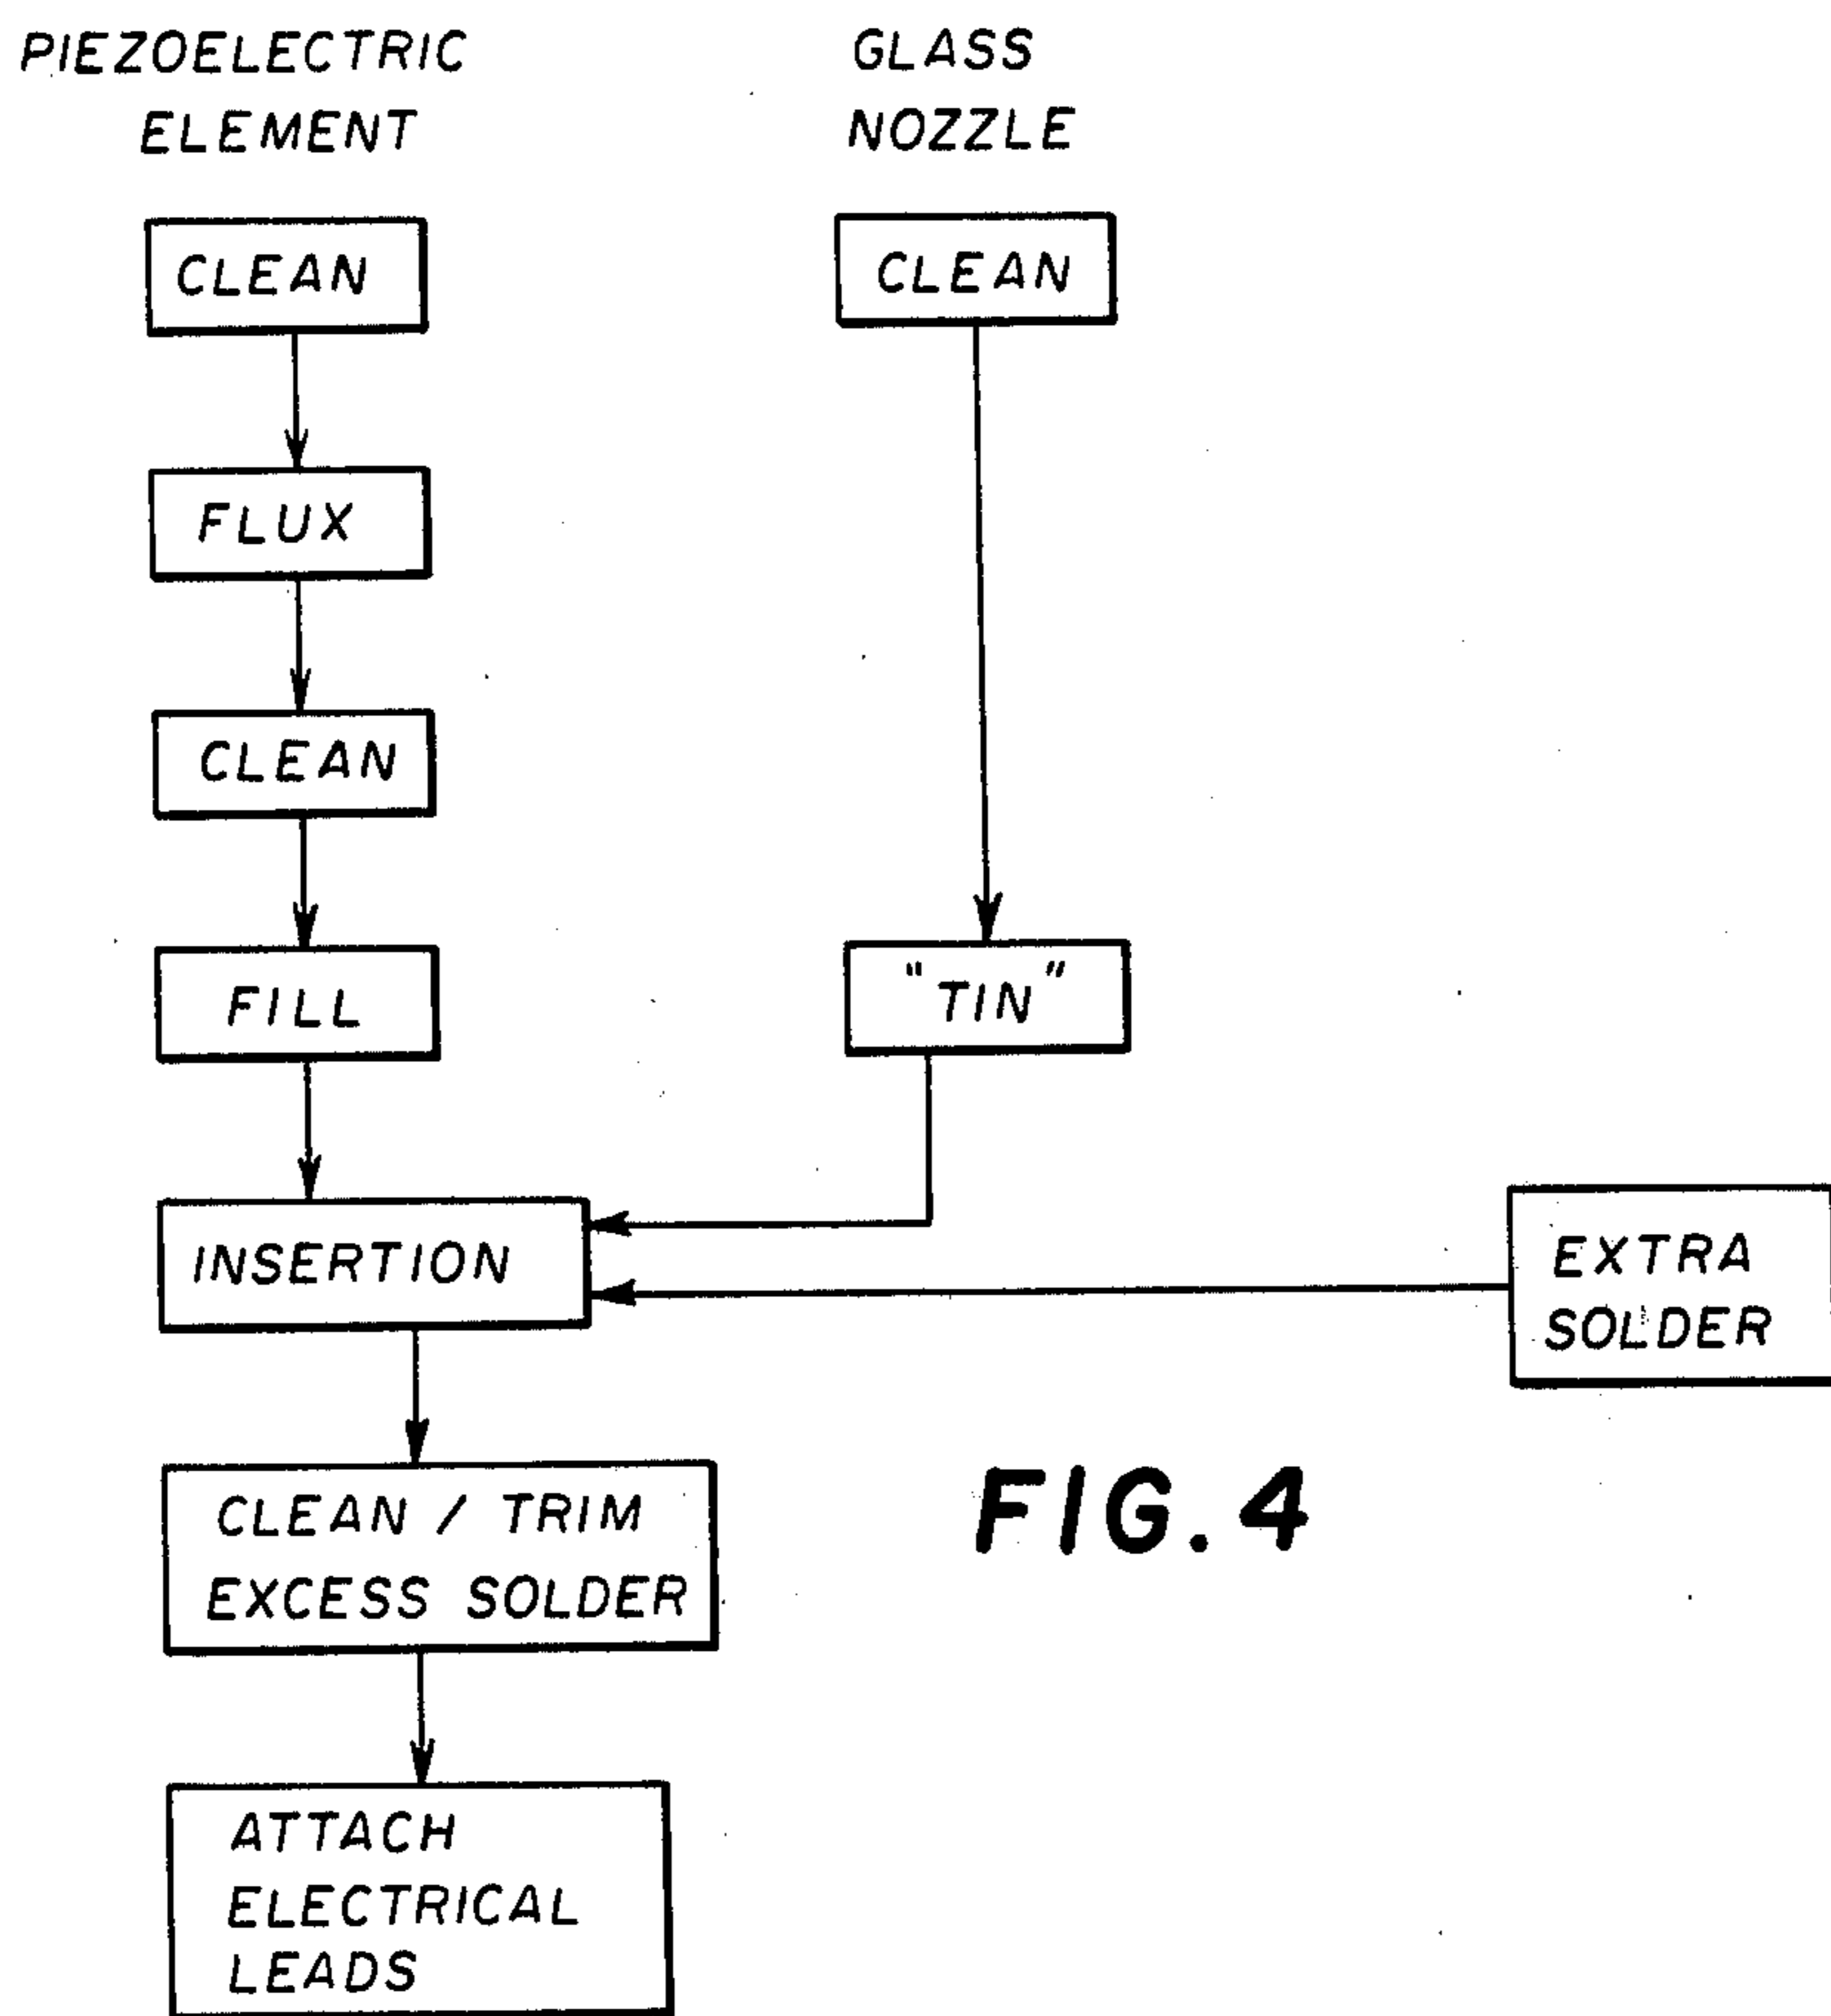 PIEZOELECTRIC
ELEMENT
GLASS
NOZZLE
CLEAN
CLEAN
FLUX
CLEAN
FILL
"TIN"
INSERTION
EXTRA
SOLDER
CLEAN / TRIM
EXCESS SOLDER
FIG. 4
ATTACH
ELECTRICAL
LEADS